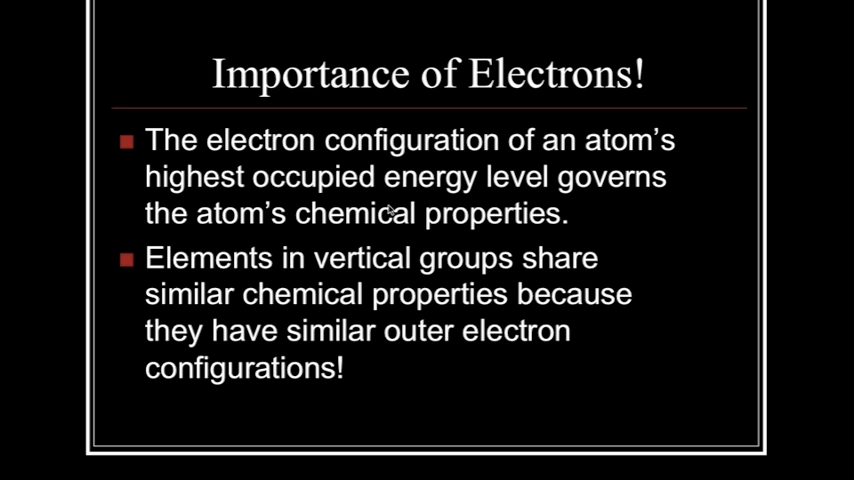 Importance of Electrons!
The electron configuration of an atom's
highest occupied energy level governs
the atom's chemical properties.
Elements in vertical groups share
similar chemical properties because
they have similar outer electron
configurations!